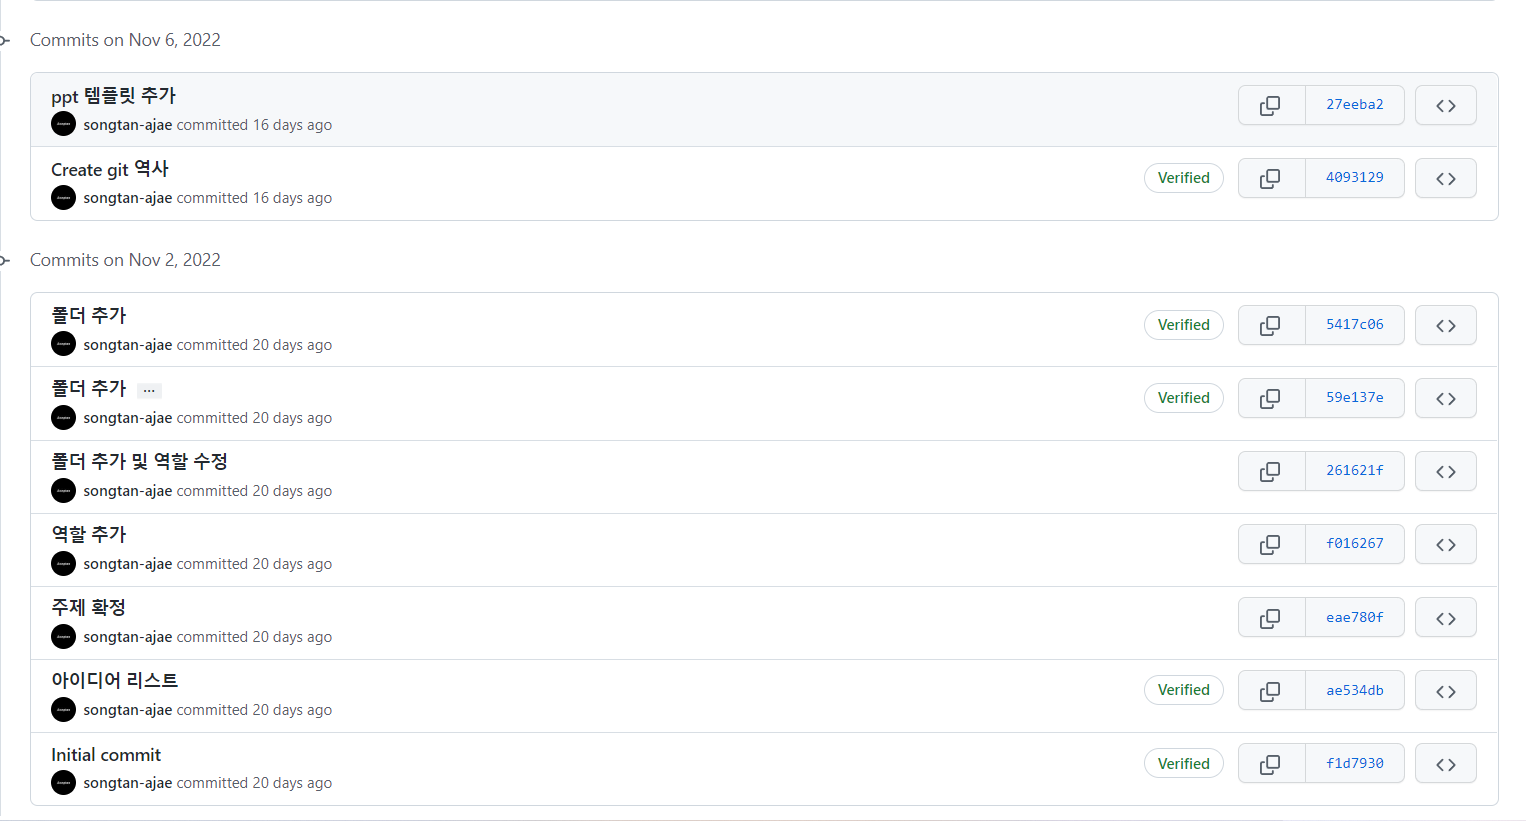 Commits on Nov 6, 2022
ppt 템플릿 추가
songtan-ajae committed 16 days ago
27eeba2
Create git 역사
songtan-ajae committed 16 days ago
Verified
4093129
Commits on Nov 2, 2022
폴더 추가
songtan-ajae committed 20 days ago
Verified
5417c06
폴더 추가 ...
songtan-ajae committed 20 days ago
Verified
59e137e
폴더 추가 및 역할 수정
songtan-ajae committed 20 days ago
261621f
역할 추가
songtan-ajae committed 20 days ago
f016267
주제 확정
songtan-ajae committed 20 days ago
eae780f
아이디어 리스트
songtan-ajae committed 20 days ago
Verified
ae534db
Initial commit
songtan-ajae committed 20 days ago
Verified
f1d7930